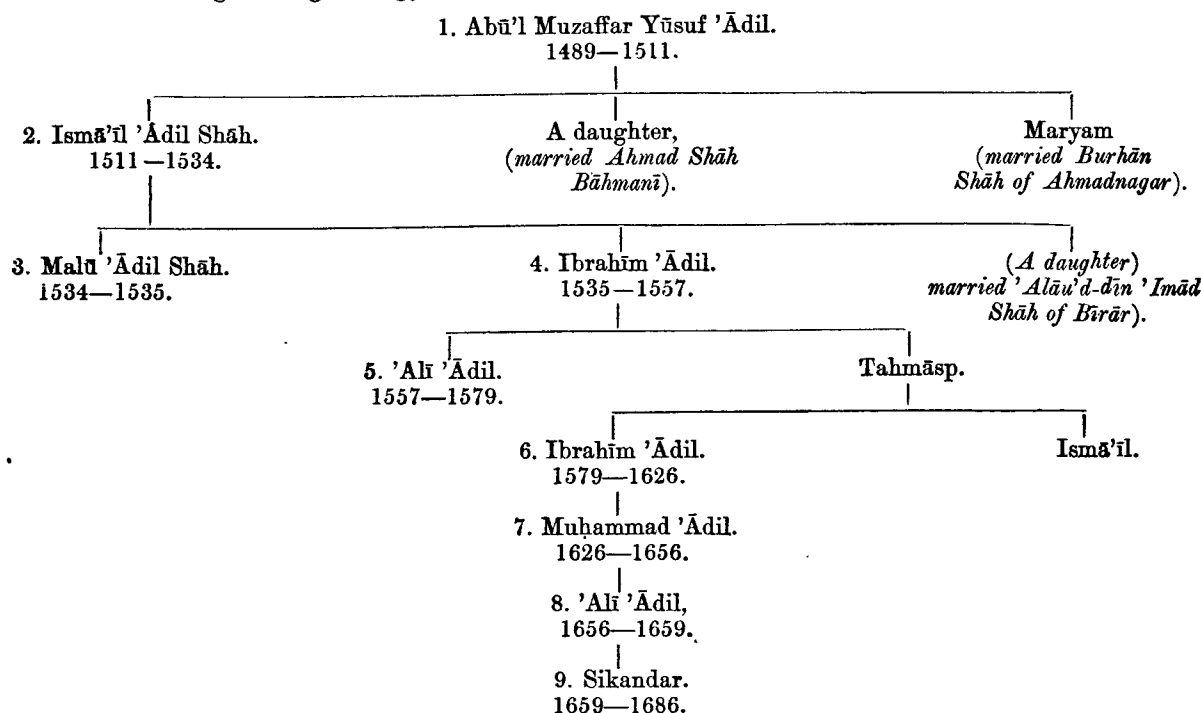 1. Abū'l Muzaffar Yūsuf 'Ādil.
1489—1511.
2. Ismā'īl 'Ādil Shāh.
1511—1534.
A daughter,
(married Ahmad Shāh
Bāhmanī).
Maryam
(married Burhān
Shāh of Ahmadnagar).
3. Malū 'Ādil Shāh.
1534—1535.
4. Ibrahīm 'Ādil.
1535—1557.
(A daughter)
married 'Alāu'd-dīn 'Imād
Shāh of Bīrār).
5. 'Alī 'Ādil.
1557—1579.
Tahmāsp.
6. Ibrahīm 'Ādil.
1579—1626.
Ismā'īl.
7. Muḥammad 'Ādil.
1626—1656.
8. 'Alī 'Ādil,
1656—1659.
9. Sikandar.
1659—1686.